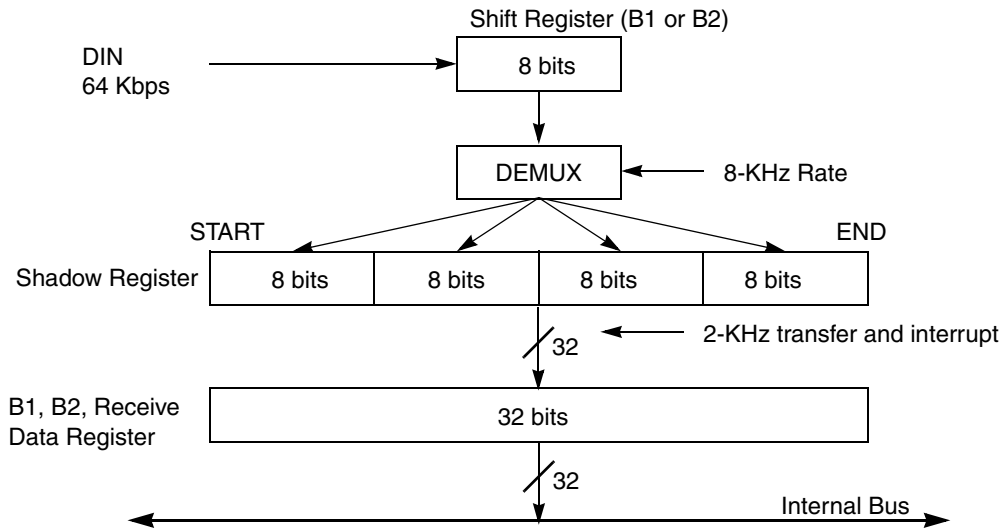 Shift Register (B1 or B2)
DIN
64 Kbps
8 bits
DEMUX
8-KHz Rate
START
END
Shadow Register
8 bits
8 bits
8 bits
8 bits
32
2-KHz transfer and interrupt
B1, B2, Receive
Data Register
32 bits
32
Internal Bus